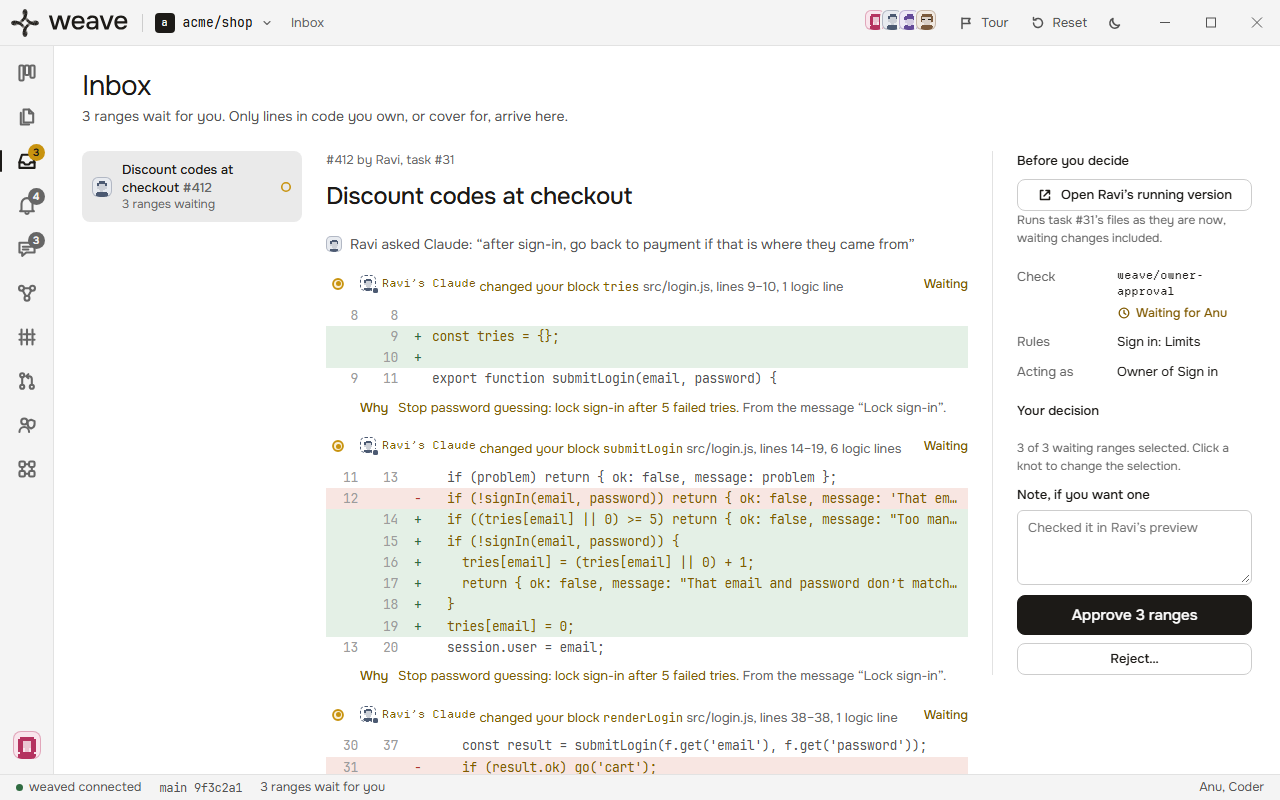 weave
a acme/shop Inbox
Tour Reset
Inbox
3 ranges wait for you. Only lines in code you own, or cover for, arrive here.
3
4
3
Discount codes at
checkout #412
3 ranges waiting
#412 by Ravi, task #31
Discount codes at checkout
Ravi asked Claude: “after sign-in, go back to payment if that is where they came from”
Ravi's Claude changed your block tries src/login.js, lines 9–10, 1 logic line Waiting
8 8
9 + const tries = {};
10 +
9 11 export function submitLogin(email, password) {
Why Stop password guessing: lock sign-in after 5 failed tries. From the message “Lock sign-in”.
Ravi's Claude changed your block submitLogin src/login.js, lines 14–19, 6 logic lines Waiting
11 13 if (problem) return { ok: false, message: problem };
12 - if (!signIn(email, password)) return { ok: false, message: 'That em…
14 + if ((tries[email] || 0) >= 5) return { ok: false, message: "Too man…
15 + if (!signIn(email, password)) {
16 + tries[email] = (tries[email] || 0) + 1;
17 + return { ok: false, message: "That email and password don't match…
18 + }
19 + tries[email] = 0;
13 20 session.user = email;
Why Stop password guessing: lock sign-in after 5 failed tries. From the message “Lock sign-in”.
Ravi's Claude changed your block renderLogin src/login.js, lines 38–38, 1 logic line Waiting
30 37 const result = submitLogin(f.get('email'), f.get('password'));
31 - if (result.ok) go('cart');
Before you decide
Open Ravi’s running version
Runs task #31’s files as they are now,
waiting changes included.
Check weave/owner-
approval
Waiting for Anu
Rules Sign in: Limits
Acting as Owner of Sign in
Your decision
3 of 3 waiting ranges selected. Click a
knot to change the selection.
Note, if you want one
Checked it in Ravi’s preview
Approve 3 ranges
Reject…
weaved connected main 9f3c2a1 3 ranges wait for you Anu, Coder